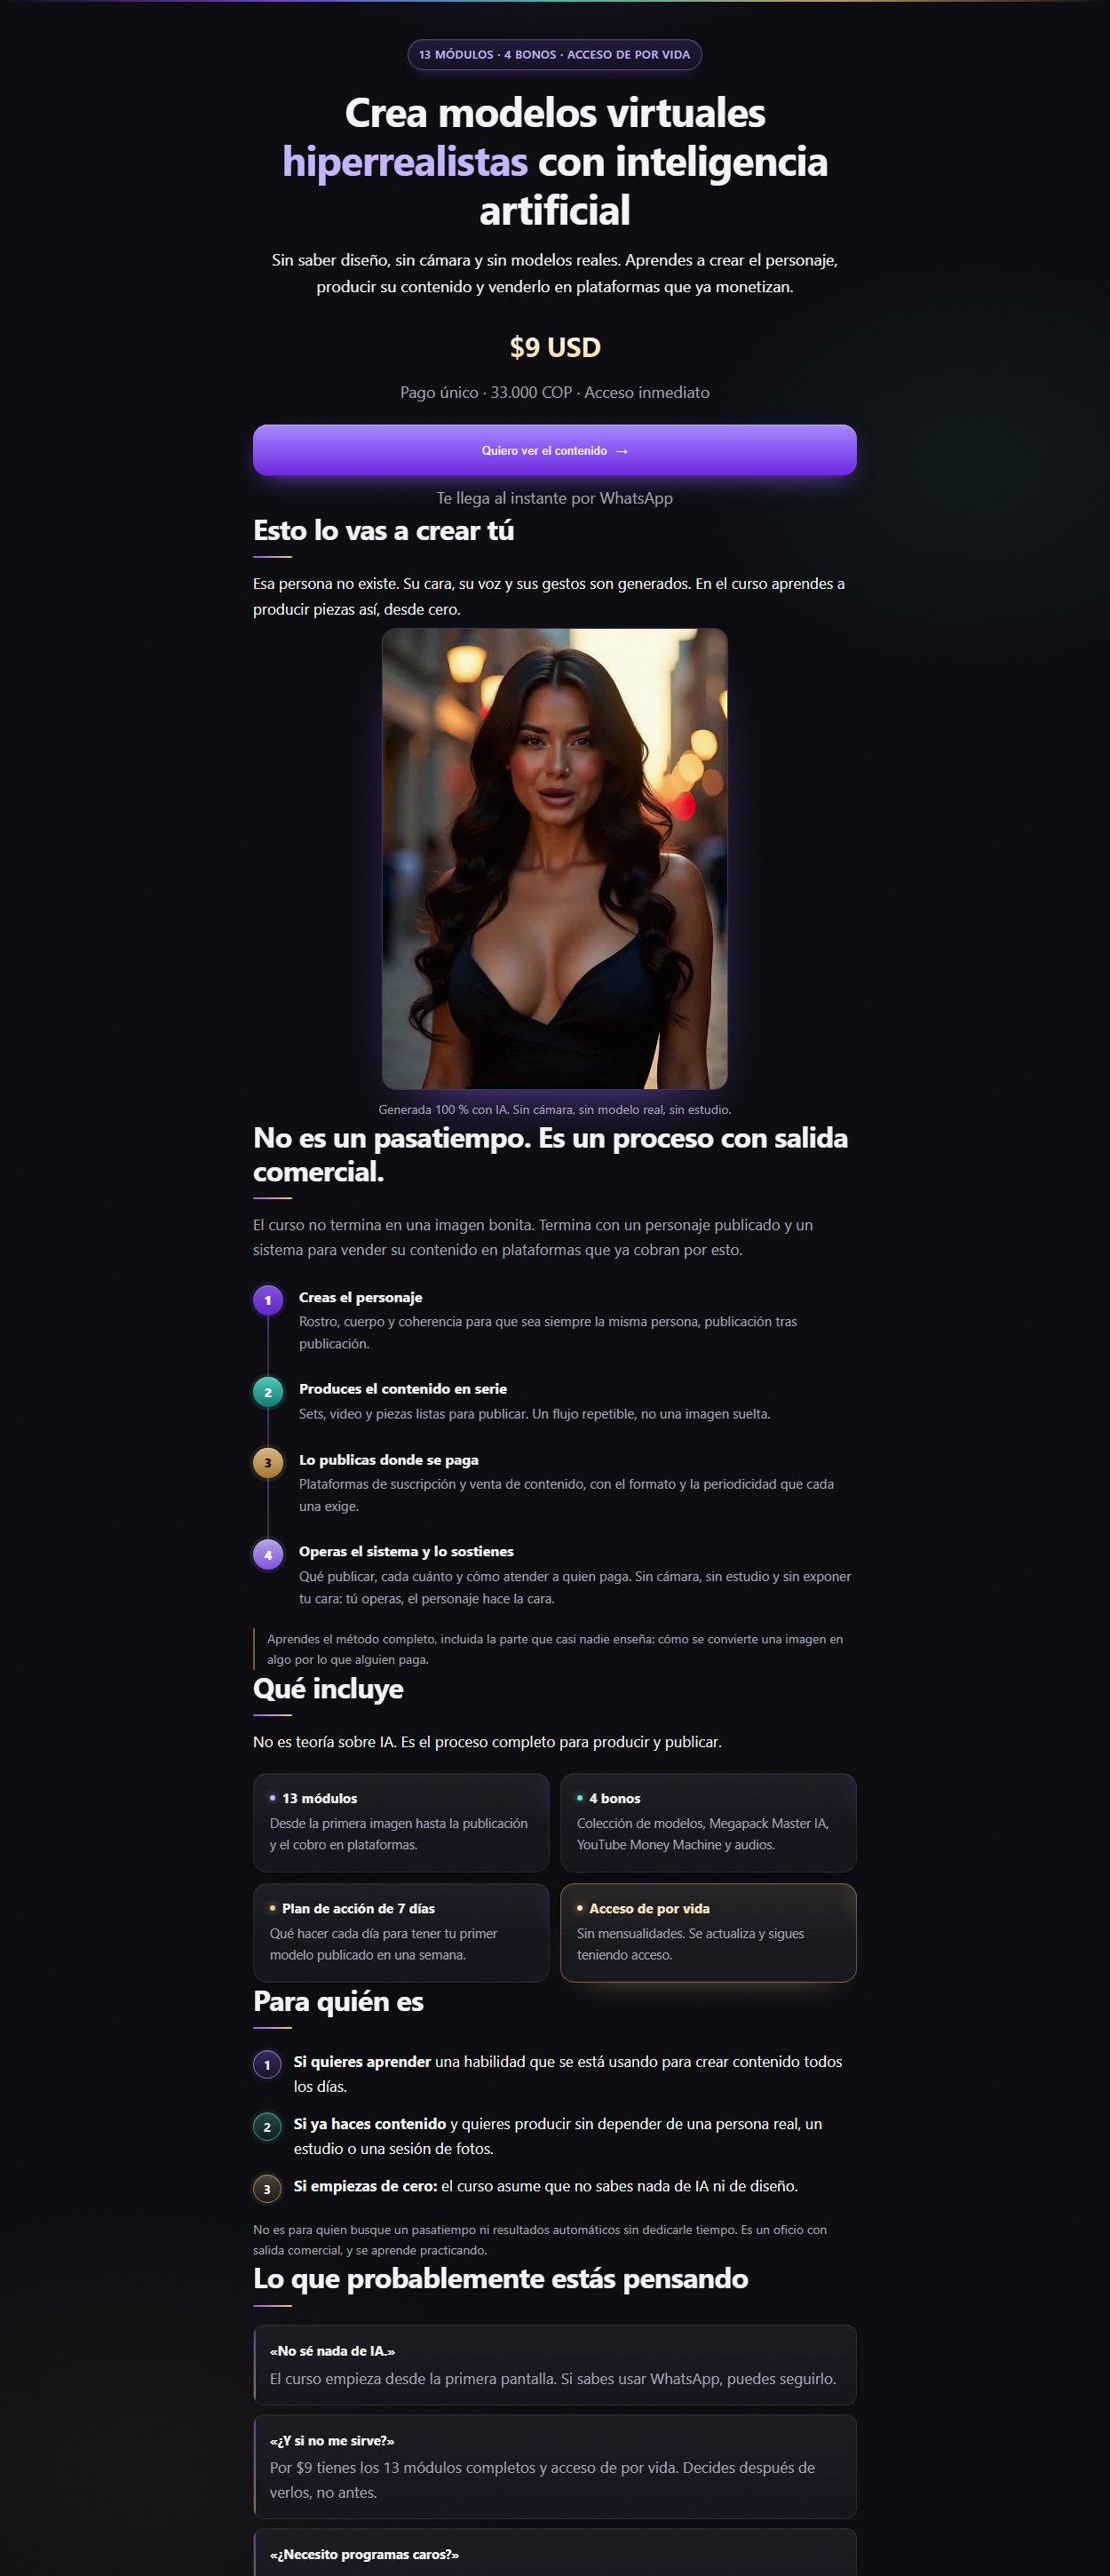 13 MÓDULOS · 4 BONOS · ACCESO DE POR VIDA
Crea modelos virtuales
hiperrealistas con inteligencia
artificial
Sin saber diseño, sin cámara y sin modelos reales. Aprendes a crear el personaje,
producir su contenido y venderlo en plataformas que ya monetizan.
$9 USD
Pago único · 33.000 COP · Acceso inmediato
Quiero ver el contenido →
Te llega al instante por WhatsApp
Esto lo vas a crear tú
Esa persona no existe. Su cara, su voz y sus gestos son generados. En el curso aprendes a
producir piezas así, desde cero.
Generada 100 % con IA. Sin cámara, sin modelo real, sin estudio.
No es un pasatiempo. Es un proceso con salida
comercial.
El curso no termina en una imagen bonita. Termina con un personaje publicado y un
sistema para vender su contenido en plataformas que ya cobran por esto.
1
Creas el personaje
Rostro, cuerpo y coherencia para que sea siempre la misma persona, publicación tras
publicación.
2
Produces el contenido en serie
Sets, video y piezas listas para publicar. Un flujo repetible, no una imagen suelta.
3
Lo publicas donde se paga
Plataformas de suscripción y venta de contenido, con el formato y la periodicidad que cada
una exige.
4
Operas el sistema y lo sostienes
Qué publicar, cada cuánto y cómo atender a quien paga. Sin cámara, sin estudio y sin exponer
tu cara: tú operas, el personaje hace la cara.
Aprendes el método completo, incluida la parte que casi nadie enseña: cómo se convierte una imagen en
algo por lo que alguien paga.
Qué incluye
No es teoría sobre IA. Es el proceso completo para producir y publicar.
13 módulos
Desde la primera imagen hasta la publicación
y el cobro en plataformas.
4 bonos
Colección de modelos, Megapack Master IA,
YouTube Money Machine y audios.
Plan de acción de 7 días
Qué hacer cada día para tener tu primer
modelo publicado en una semana.
Acceso de por vida
Sin mensualidades. Se actualiza y sigues
teniendo acceso.
Para quién es
1
Si quieres aprender una habilidad que se está usando para crear contenido todos
los días.
2
Si ya haces contenido y quieres producir sin depender de una persona real, un
estudio o una sesión de fotos.
3
Si empiezas de cero: el curso asume que no sabes nada de IA ni de diseño.
No es para quien busque un pasatiempo ni resultados automáticos sin dedicarle tiempo. Es un oficio con
salida comercial, y se aprende practicando.
Lo que probablemente estás pensando
«No sé nada de IA.»
El curso empieza desde la primera pantalla. Si sabes usar WhatsApp, puedes seguirlo.
«¿Y si no me sirve?»
Por $9 tienes los 13 módulos completos y acceso de por vida. Decides después de
verlos, no antes.
«¿Necesito programas caros?»